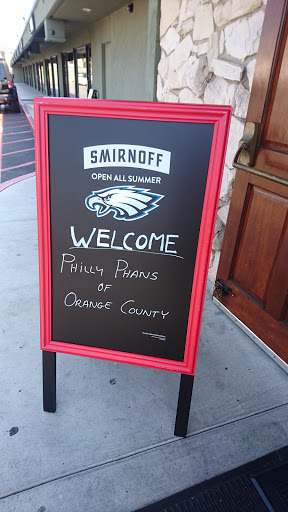 SMIRNOFF
OPEN ALL SUMMER
WELCOME
PHILLY PHANS
OF
ORANGE COUNTY